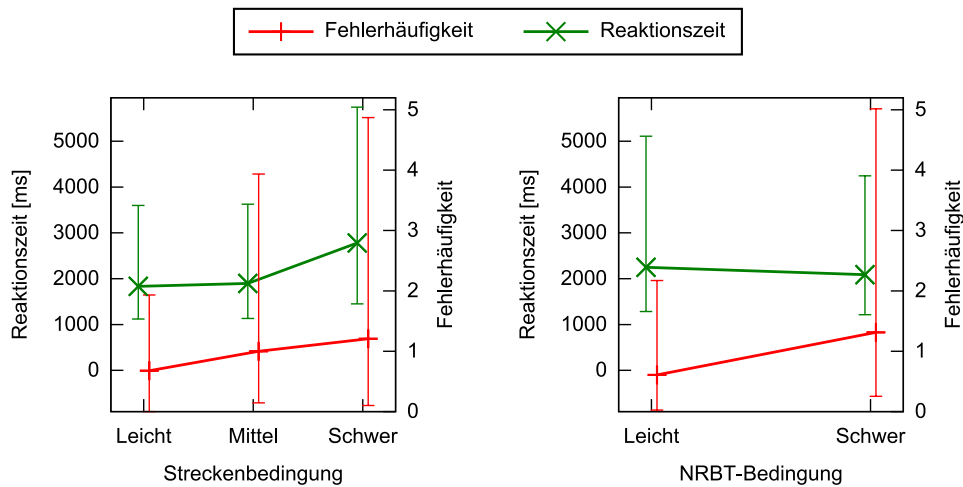 Fehlerhäufigkeit Reaktionszeit
Reaktionszeit [ms]
5000
4000
3000
2000
1000
0
5
4
3
2
1
0
Fehlerhäufigkeit
Leicht Mittel Schwer
Streckenbedingung
Reaktionszeit [ms]
5000
4000
3000
2000
1000
0
5
4
3
2
1
0
Fehlerhäufigkeit
Leicht Schwer
NRBT-Bedingung